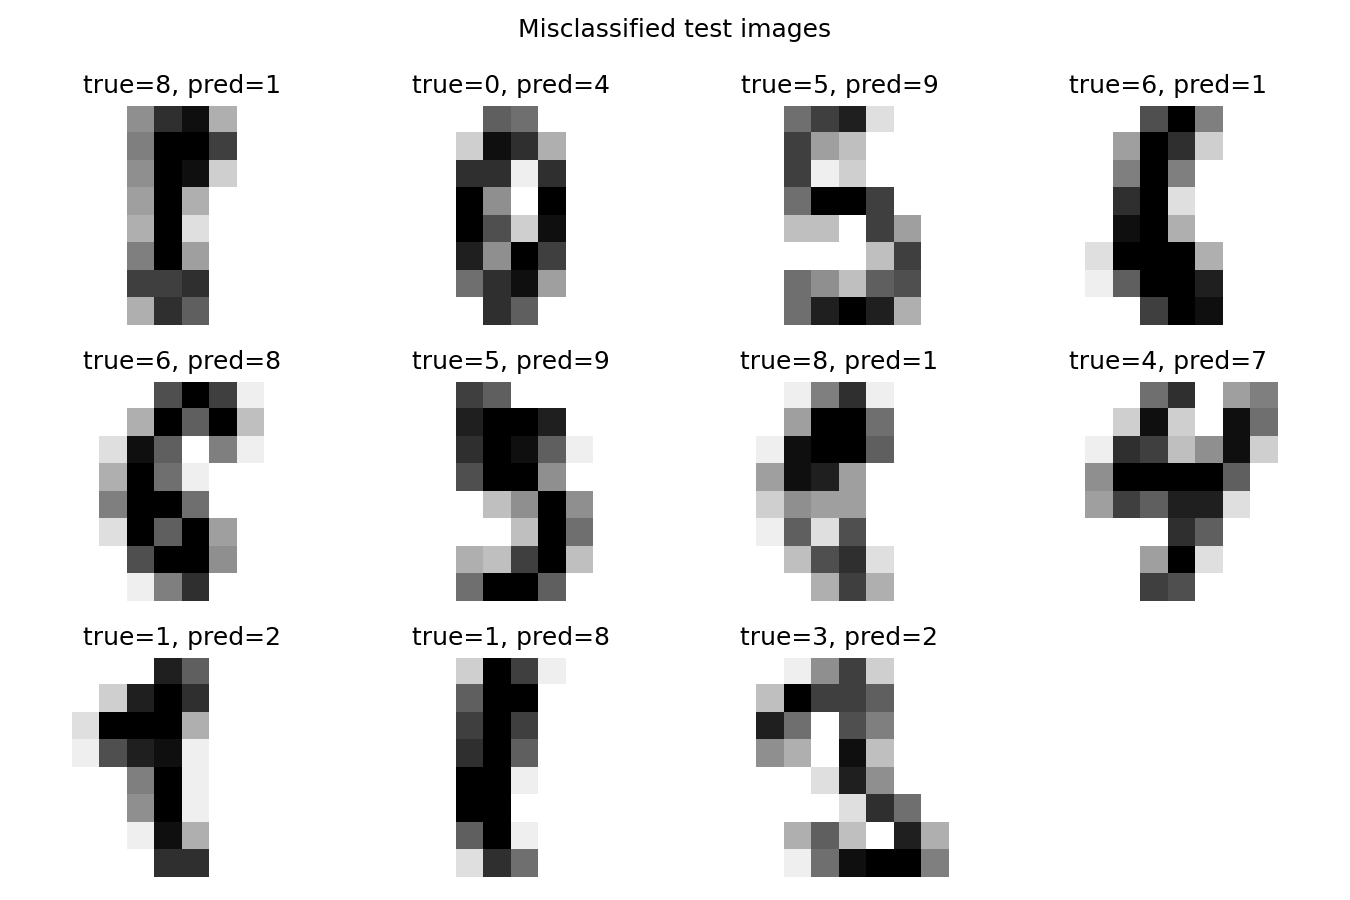 Misclassified test images
true=8, pred=1
true=0, pred=4
true=5, pred=9
true=6, pred=1
true=6, pred=8
true=5, pred=9
true=8, pred=1
true=4, pred=7
true=1, pred=2
true=1, pred=8
true=3, pred=2